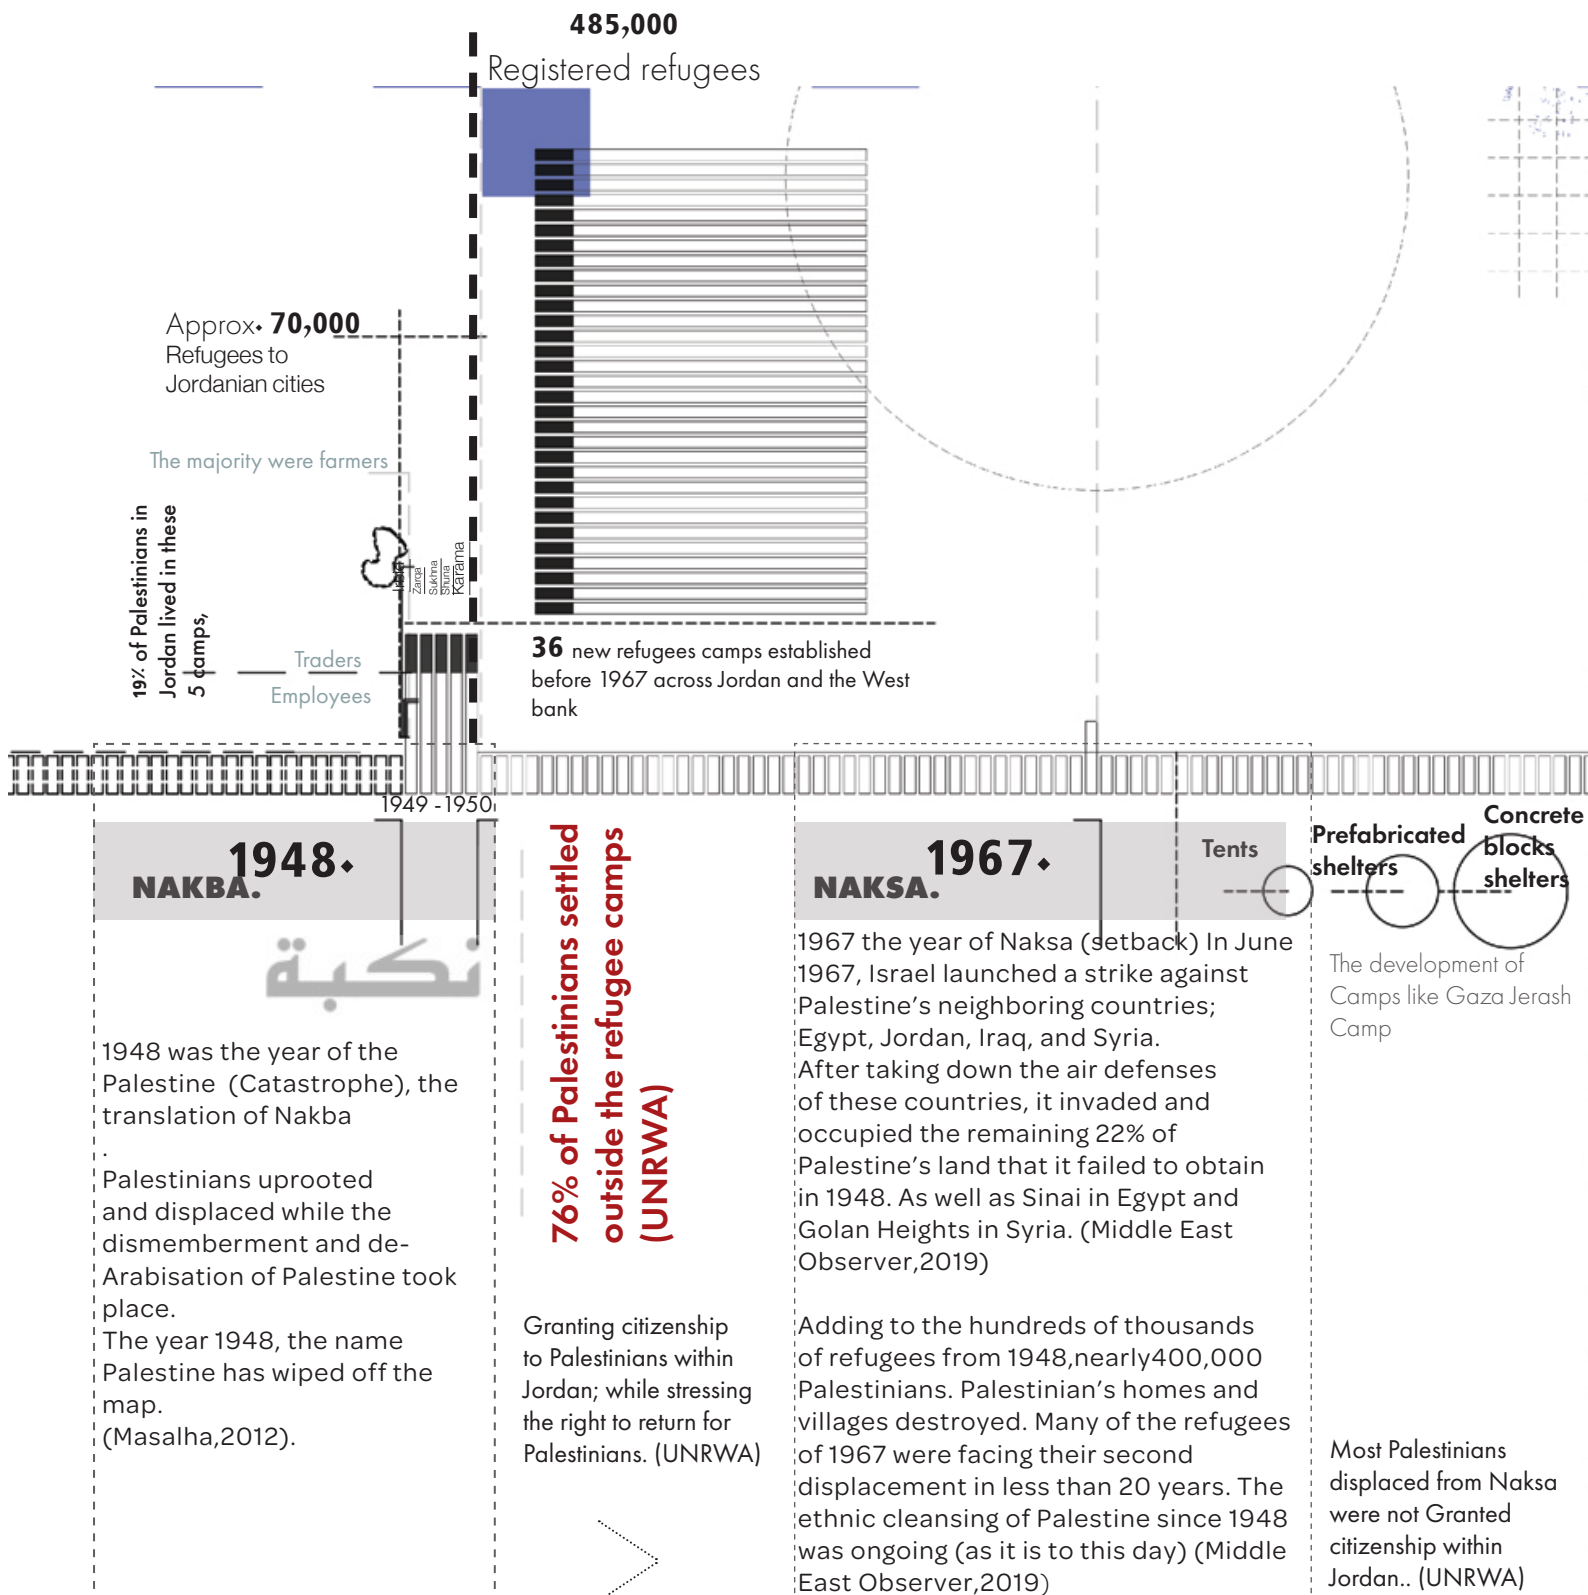 485,000
Registered refugees
Approx. 70,000
Refugees to
Jordanian cities
The majority were farmers
19% of Palestinians in
Jordan lived in these
5 camps,
Irbid
Zarqa
Sukhna
Shuna
Karama
Traders
Employees
36 new refugees camps established
before 1967 across Jordan and the West
bank
1949 -1950
1948.
NAKBA.
نكبة
1948 was the year of the
Palestine (Catastrophe), the
translation of Nakba
.
Palestinians uprooted
and displaced while the
dismemberment and de-
Arabisation of Palestine took
place.
The year 1948, the name
Palestine has wiped off the
map.
(Masalha,2012).
76% of Palestinians settled
outside the refugee camps
(UNRWA)
Granting citizenship
to Palestinians within
Jordan; while stressing
the right to return for
Palestinians. (UNRWA)
1967.
NAKSA.
1967 the year of Naksa (setback) In June
1967, Israel launched a strike against
Palestine's neighboring countries;
Egypt, Jordan, Iraq, and Syria.
After taking down the air defenses
of these countries, it invaded and
occupied the remaining 22% of
Palestine's land that it failed to obtain
in 1948. As well as Sinai in Egypt and
Golan Heights in Syria. (Middle East
Observer,2019)
Adding to the hundreds of thousands
of refugees from 1948,nearly400,000
Palestinians. Palestinian's homes and
villages destroyed. Many of the refugees
of 1967 were facing their second
displacement in less than 20 years. The
ethnic cleansing of Palestine since 1948
was ongoing (as it is to this day) (Middle
East Observer,2019)
Tents
Prefabricated
shelters
Concrete
blocks
shelters
The development of
Camps like Gaza Jerash
Camp
Most Palestinians
displaced from Naksa
were not Granted
citizenship within
Jordan.. (UNRWA)